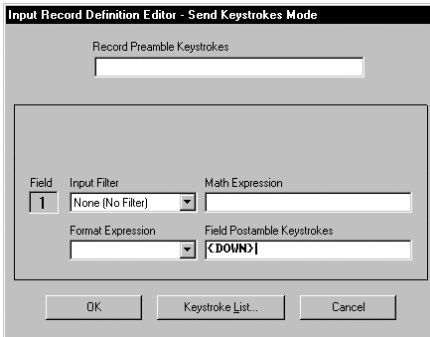 Input Record Definition Editor - Send Keystrokes Mode
Record Preamble Keystrokes
Field Input Filter Math Expression
1 None (No Filter)
Format Expression Field Postamble Keystrokes
{DOWN}
OK Keystroke List... Cancel